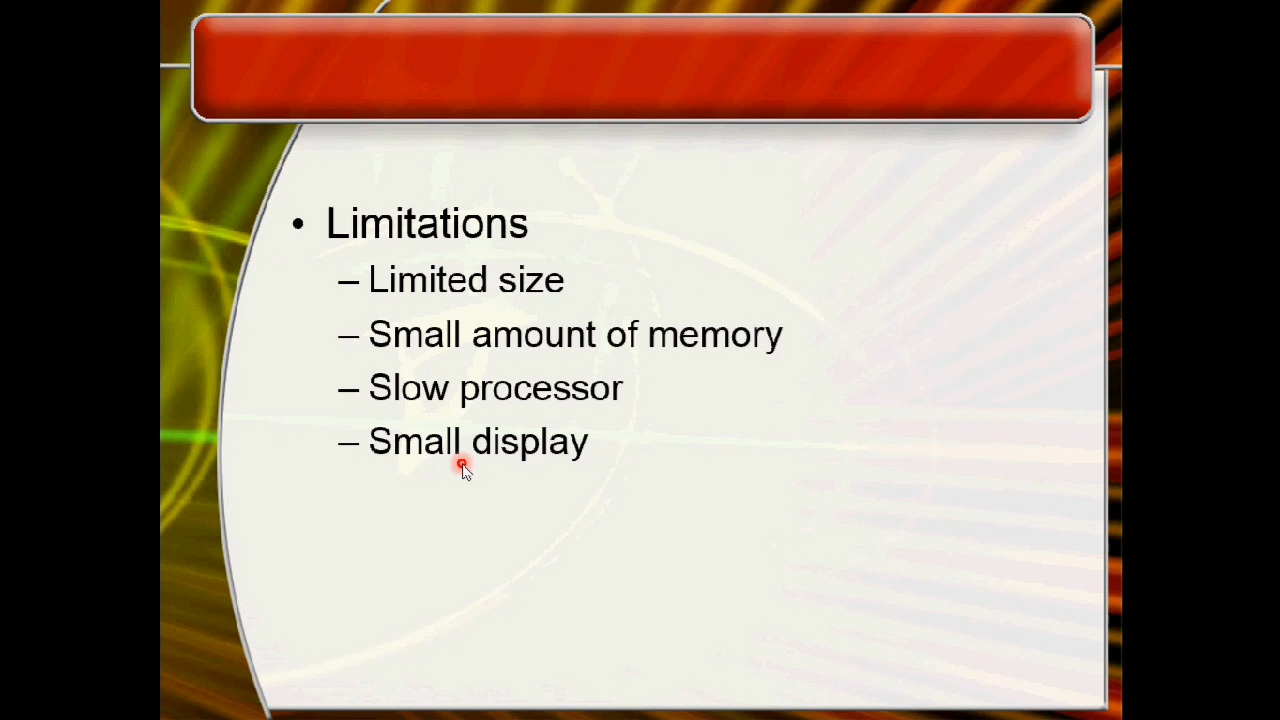 • Limitations
– Limited size
– Small amount of memory
– Slow processor
– Small display